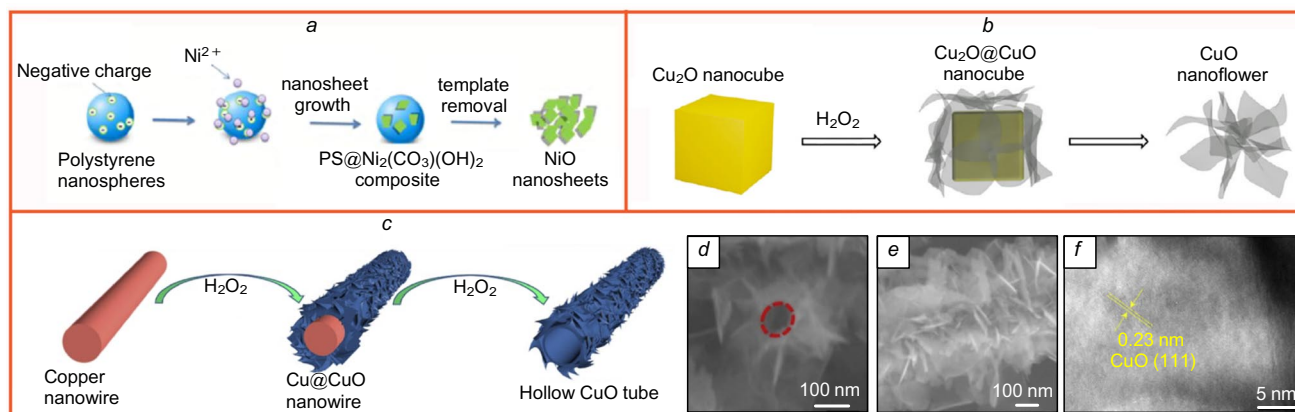 a
Negative charge
Ni²⁺
nanosheet
growth
template
removal
Polystyrene
nanospheres
PS@Ni₂(CO₃)(OH)₂
composite
NiO
nanosheets
b
Cu₂O nanocube
H₂O₂
Cu₂O@CuO
nanocube
CuO
nanoflower
c
H₂O₂
H₂O₂
Copper
nanowire
Cu@CuO
nanowire
Hollow CuO tube
d
100 nm
e
100 nm
f
0.23 nm
CuO (111)
5 nm